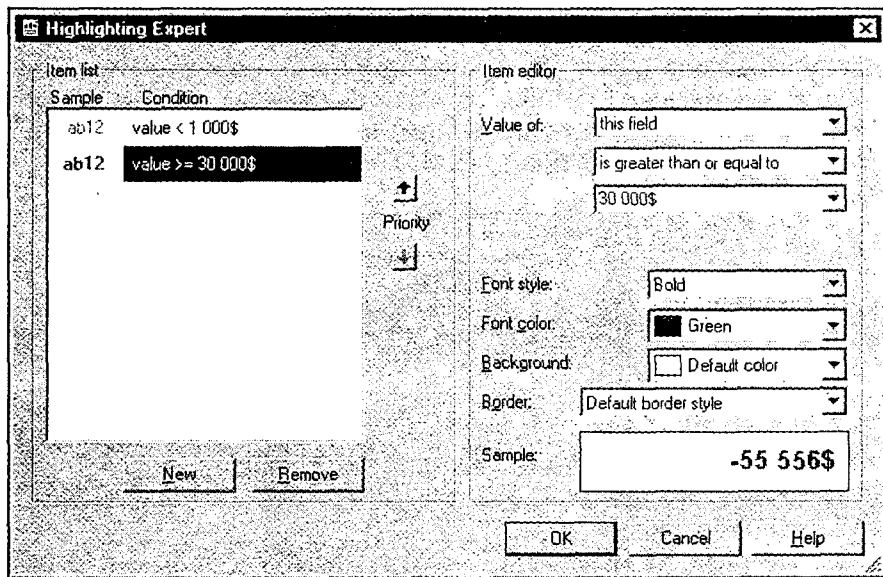 Highlighting Expert
Item list
Sample Condition
ab12 value < 1 000$
ab12 value >= 30 000$
Priority
New Remove
Item editor
Value of: this field
is greater than or equal to
30 000$
Font style: Bold
Font color: Green
Background: Default color
Border: Default border style
Sample: -55 556$
OK Cancel Help